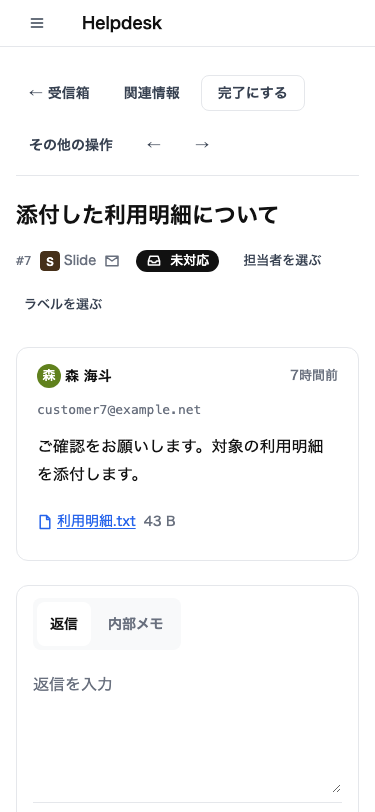 Helpdesk
← 受信箱 関連情報 完了にする
その他の操作 ← →
添付した利用明細について
#7 S Slide 未対応 担当者を選ぶ
ラベルを選ぶ
森 森 海斗 7時間前
customer7@example.net
ご確認をお願いします。対象の利用明細
を添付します。
利用明細.txt 43 B
返信 内部メモ
返信を入力